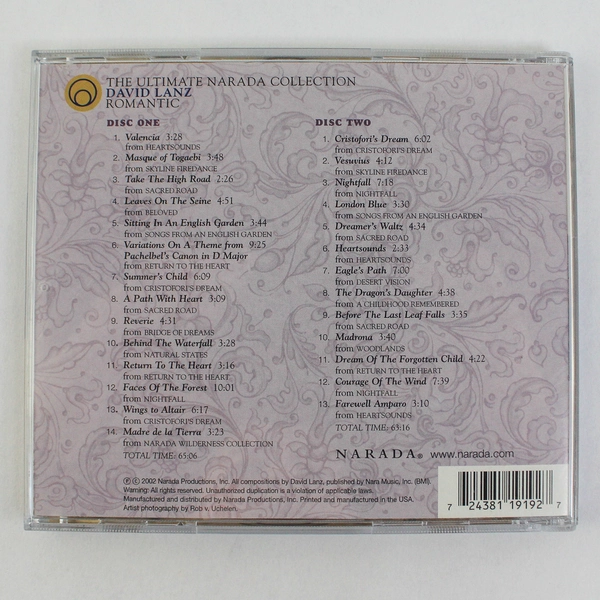 THE ULTIMATE NARADA COLLECTION
DAVID LANZ
ROMANTIC
DISC ONE
1. Valencia 3:28
from HEARTSOUNDS
2. Masque of Togaebi 3:48
from SKYLINE FIREDANCE
3. Take The High Road 2:26
from SACRED ROAD
4. Leaves On The Seine 4:51
from BELOVED
5. Sitting In An English Garden 3:44
from SONGS FROM AN ENGLISH GARDEN
6. Variations On A Theme from 9:25
Pachelbel's Canon in D Major
from RETURN TO THE HEART
7. Summer's Child 6:09
from CRISTOFORI'S DREAM
8. A Path With Heart 3:09
from SACRED ROAD
9. Reverie 4:31
from BRIDGE OF DREAMS
10. Behind The Waterfall 3:28
from NATURAL STATES
11. Return To The Heart 3:16
from RETURN TO THE HEART
12. Faces Of The Forest 10:01
from NIGHTFALL
13. Wings to Altair 6:17
from CRISTOFORI'S DREAM
14. Madre de la Tierra 3:23
from NARADA WILDERNESS COLLECTION
TOTAL TIME: 65:06
DISC TWO
1. Cristofori's Dream 6:02
from CRISTOFORI'S DREAM
2. Vesuvius 4:12
from SKYLINE FIREDANCE
3. Nightfall 7:18
from NIGHTFALL
4. London Blue 3:30
from SONGS FROM AN ENGLISH GARDEN
5. Dreamer's Waltz 4:34
from SACRED ROAD
6. Heartsounds 2:33
from HEARTSOUNDS
7. Eagle's Path 7:00
from DESERT VISION
8. The Dragon's Daughter 4:38
from A CHILDHOOD REMEMBERED
9. Before The Last Leaf Falls 3:35
from SACRED ROAD
10. Madrona 3:40
from WOODLANDS
11. Dream Of The Forgotten Child 4:22
from RETURN TO THE HEART
12. Courage Of The Wind 7:39
from NIGHTFALL
13. Farewell Amparo 3:10
from HEARTSOUNDS
TOTAL TIME: 65:16
NARADA® www.narada.com
℗ © 2002 Narada Productions, Inc. All compositions by David Lanz, published by Nara Music, Inc. (BMI).
Warning: All rights reserved. Unauthorized duplication is a violation of applicable laws.
Manufactured and distributed by Narada Productions, Inc. Printed and manufactured in the USA.
Artist photography by Rob v. Uchelen.
7 24381 19192 7